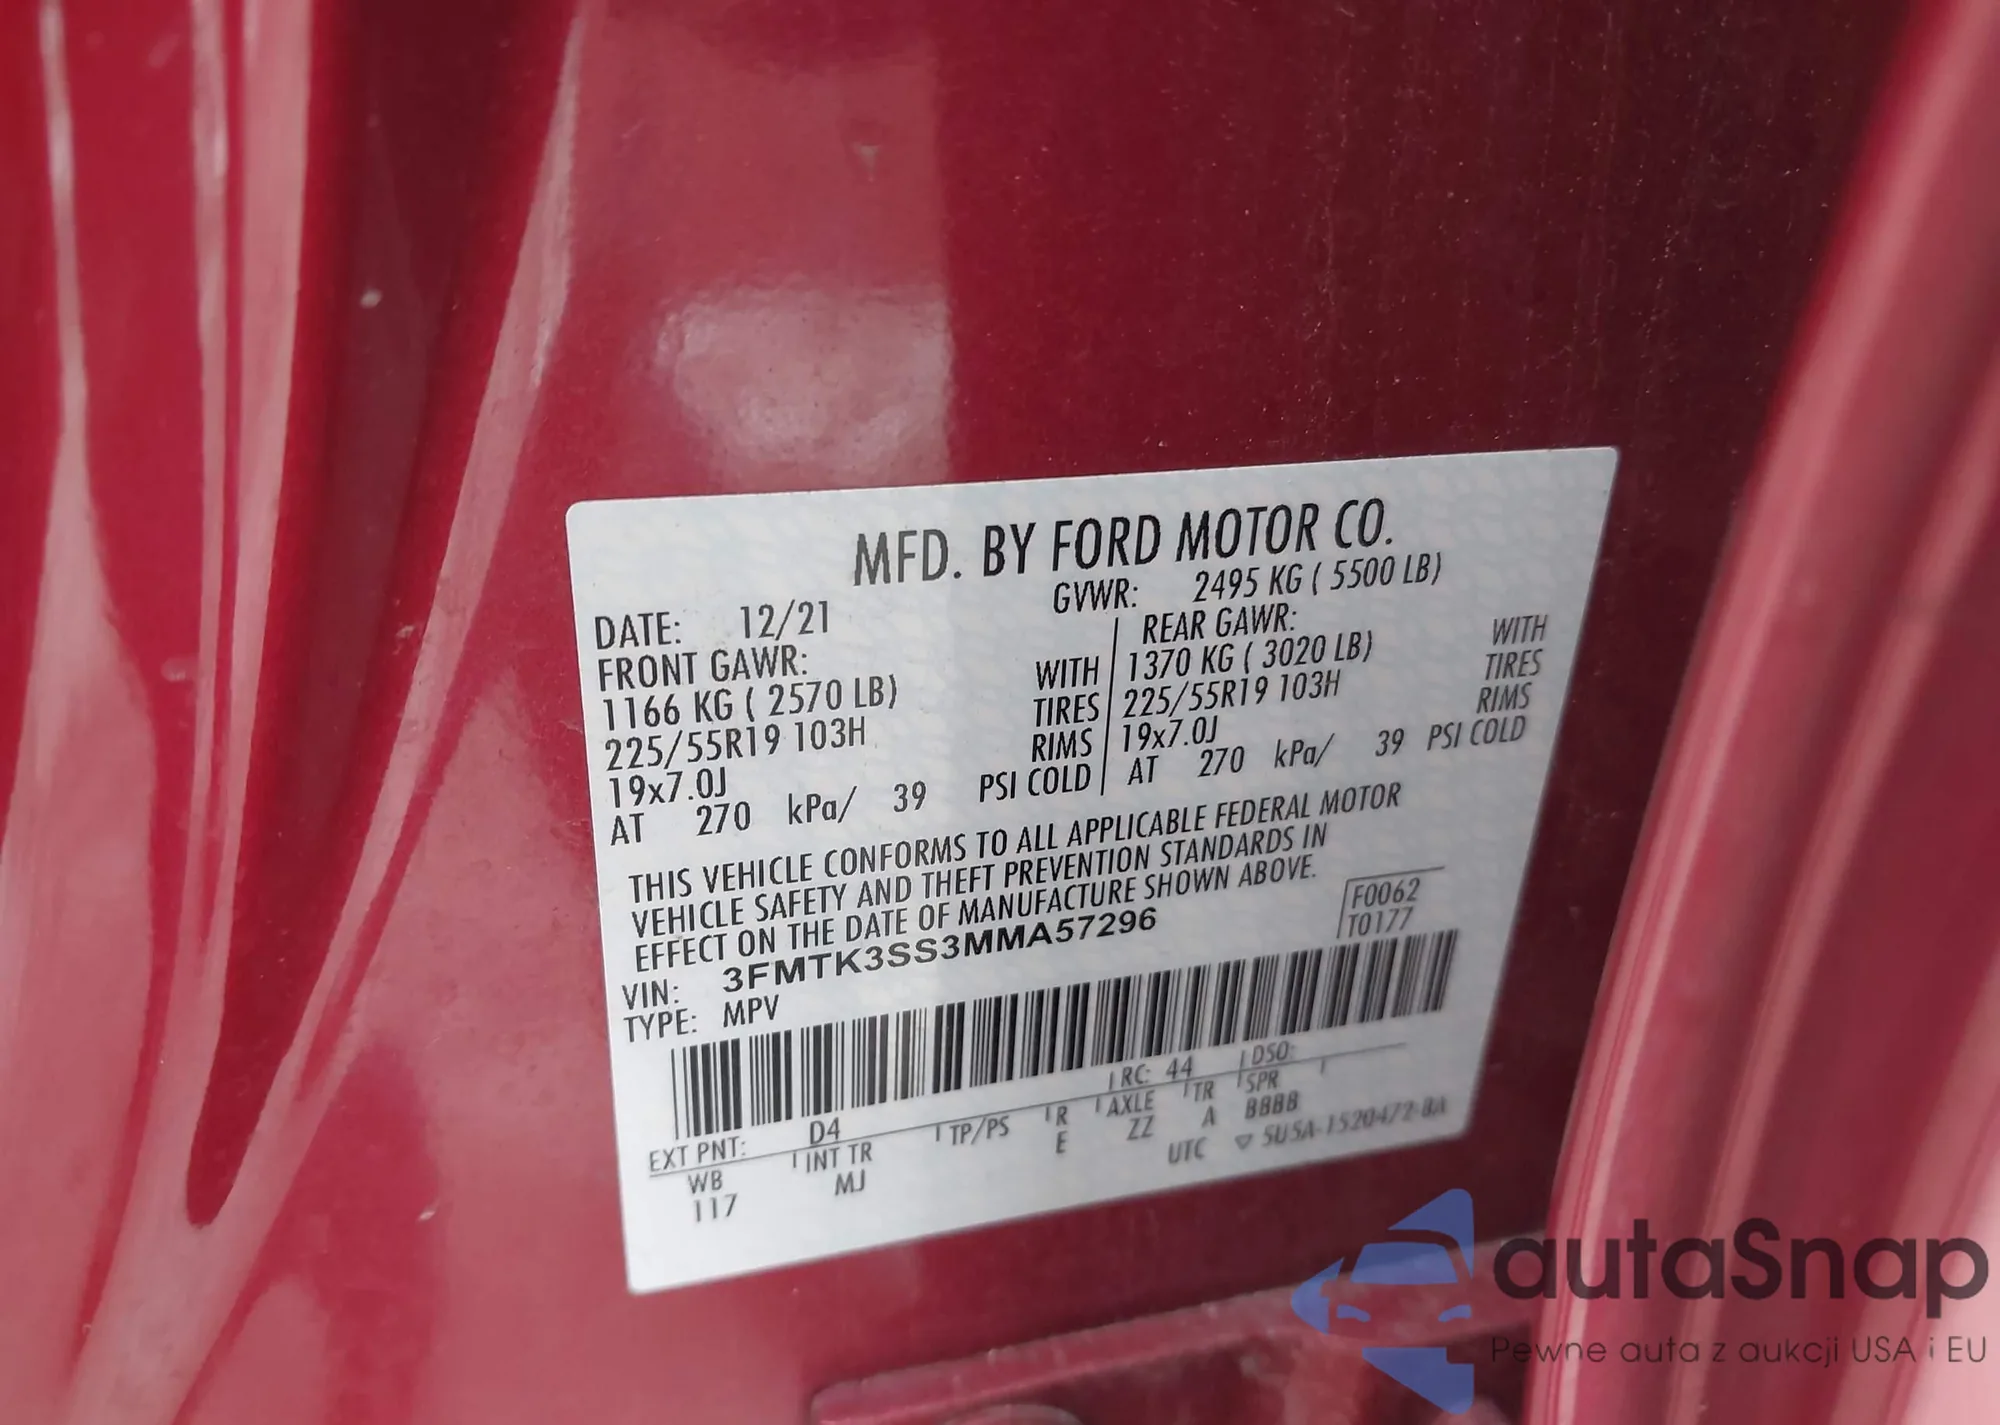 MFD. BY FORD MOTOR CO.
DATE: 12/21 GVWR: 2495 KG ( 5500 LB)
FRONT GAWR: REAR GAWR:
1166 KG ( 2570 LB) WITH 1370 KG ( 3020 LB) WITH
225/55R19 103H TIRES 225/55R19 103H TIRES
19x7.0J RIMS 19x7.0J RIMS
AT 270 kPa/ 39 PSI COLD AT 270 kPa/ 39 PSI COLD
THIS VEHICLE CONFORMS TO ALL APPLICABLE FEDERAL MOTOR
VEHICLE SAFETY AND THEFT PREVENTION STANDARDS IN
EFFECT ON THE DATE OF MANUFACTURE SHOWN ABOVE.
F0062
T0177
VIN: 3FMTK3SS3MMA57296
TYPE: MPV
RC: 44 DSO:
EXT PNT: D4 INT TR TP/PS R AXLE TR SPR
WB MJ E ZZ A BBBB
117
UTC ▽ 5U5A-1520472-BA
autaSnap
Pewne auta z aukcji USA i EU